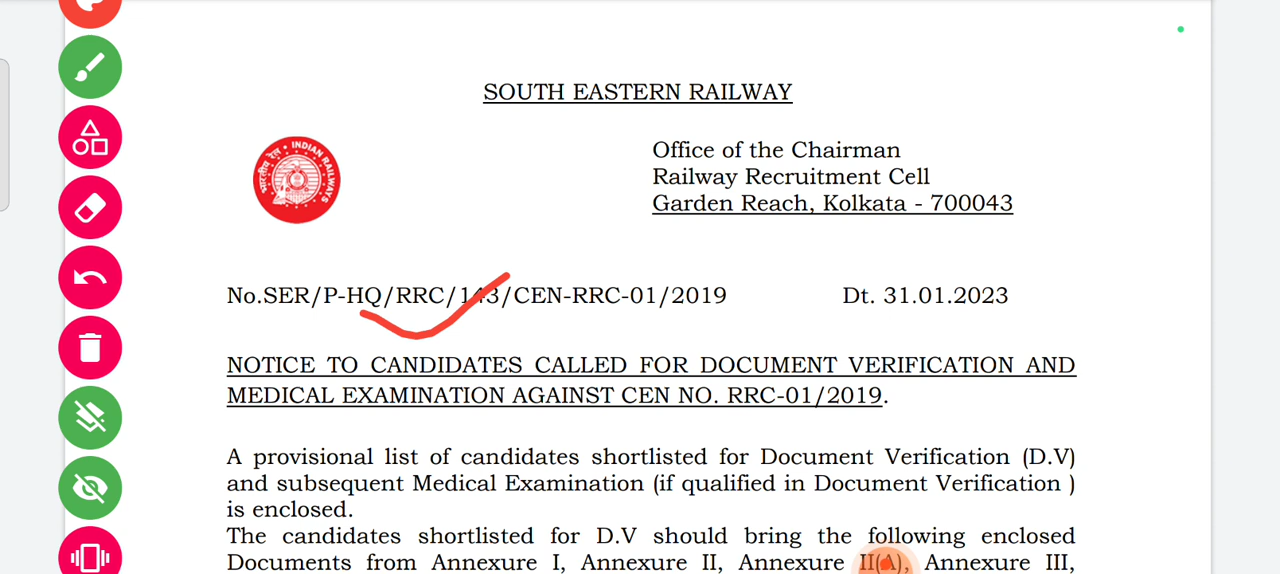 SOUTH EASTERN RAILWAY
भारतीय रेल • INDIAN RAILWAYS
Office of the Chairman
Railway Recruitment Cell
Garden Reach, Kolkata - 700043
No.SER/P-HQ/RRC/143/CEN-RRC-01/2019 Dt. 31.01.2023
NOTICE TO CANDIDATES CALLED FOR DOCUMENT VERIFICATION AND
MEDICAL EXAMINATION AGAINST CEN NO. RRC-01/2019.
A provisional list of candidates shortlisted for Document Verification (D.V)
and subsequent Medical Examination (if qualified in Document Verification )
is enclosed.
The candidates shortlisted for D.V should bring the following enclosed
Documents from Annexure I, Annexure II, Annexure II(A), Annexure III,